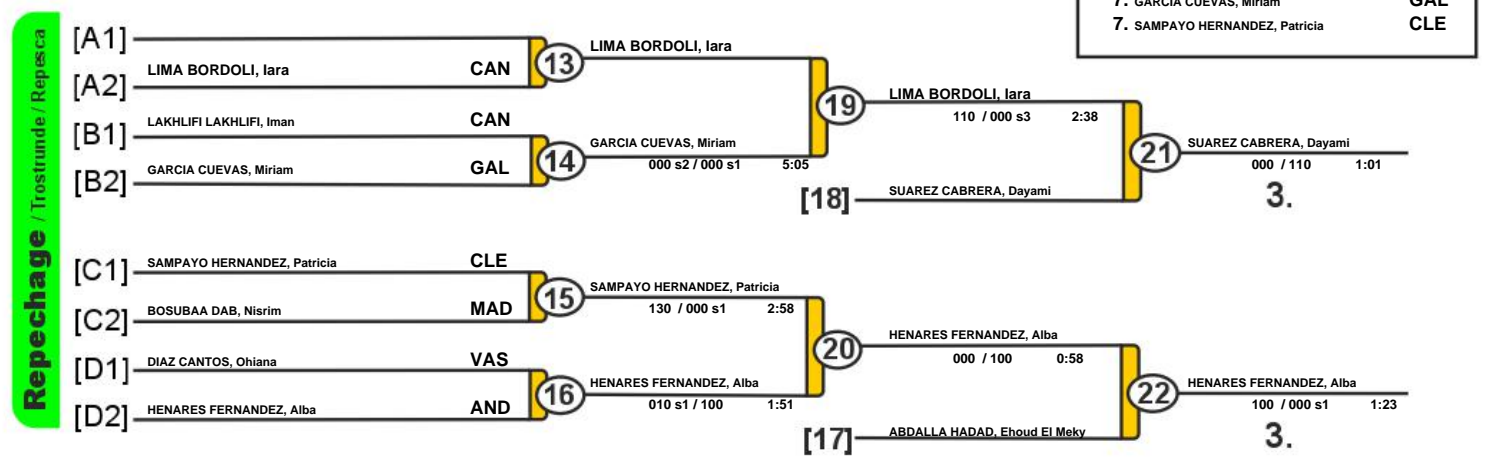 7. GARCIA CUEVAS, Miriam GAL
7. SAMPAYO HERNANDEZ, Patricia CLE
Repechage / Trostrunde / Repesca
[A1]
[A2] LIMA BORDOLI, Iara CAN
13
LIMA BORDOLI, Iara
[B1] LAKHLIFI LAKHLIFI, Iman CAN
[B2] GARCIA CUEVAS, Miriam GAL
14
GARCIA CUEVAS, Miriam
000 s2 / 000 s1 5:05
19
LIMA BORDOLI, Iara
110 / 000 s3 2:38
[18] SUAREZ CABRERA, Dayami
21
SUAREZ CABRERA, Dayami
000 / 110 1:01
3.
[C1] SAMPAYO HERNANDEZ, Patricia CLE
[C2] BOSUBAA DAB, Nisrim MAD
15
SAMPAYO HERNANDEZ, Patricia
130 / 000 s1 2:58
[D1] DIAZ CANTOS, Ohiana VAS
[D2] HENARES FERNANDEZ, Alba AND
16
HENARES FERNANDEZ, Alba
010 s1 / 100 1:51
20
HENARES FERNANDEZ, Alba
000 / 100 0:58
[17] ABDALLA HADAD, Ehoud El Meky
22
HENARES FERNANDEZ, Alba
100 / 000 s1 1:23
3.